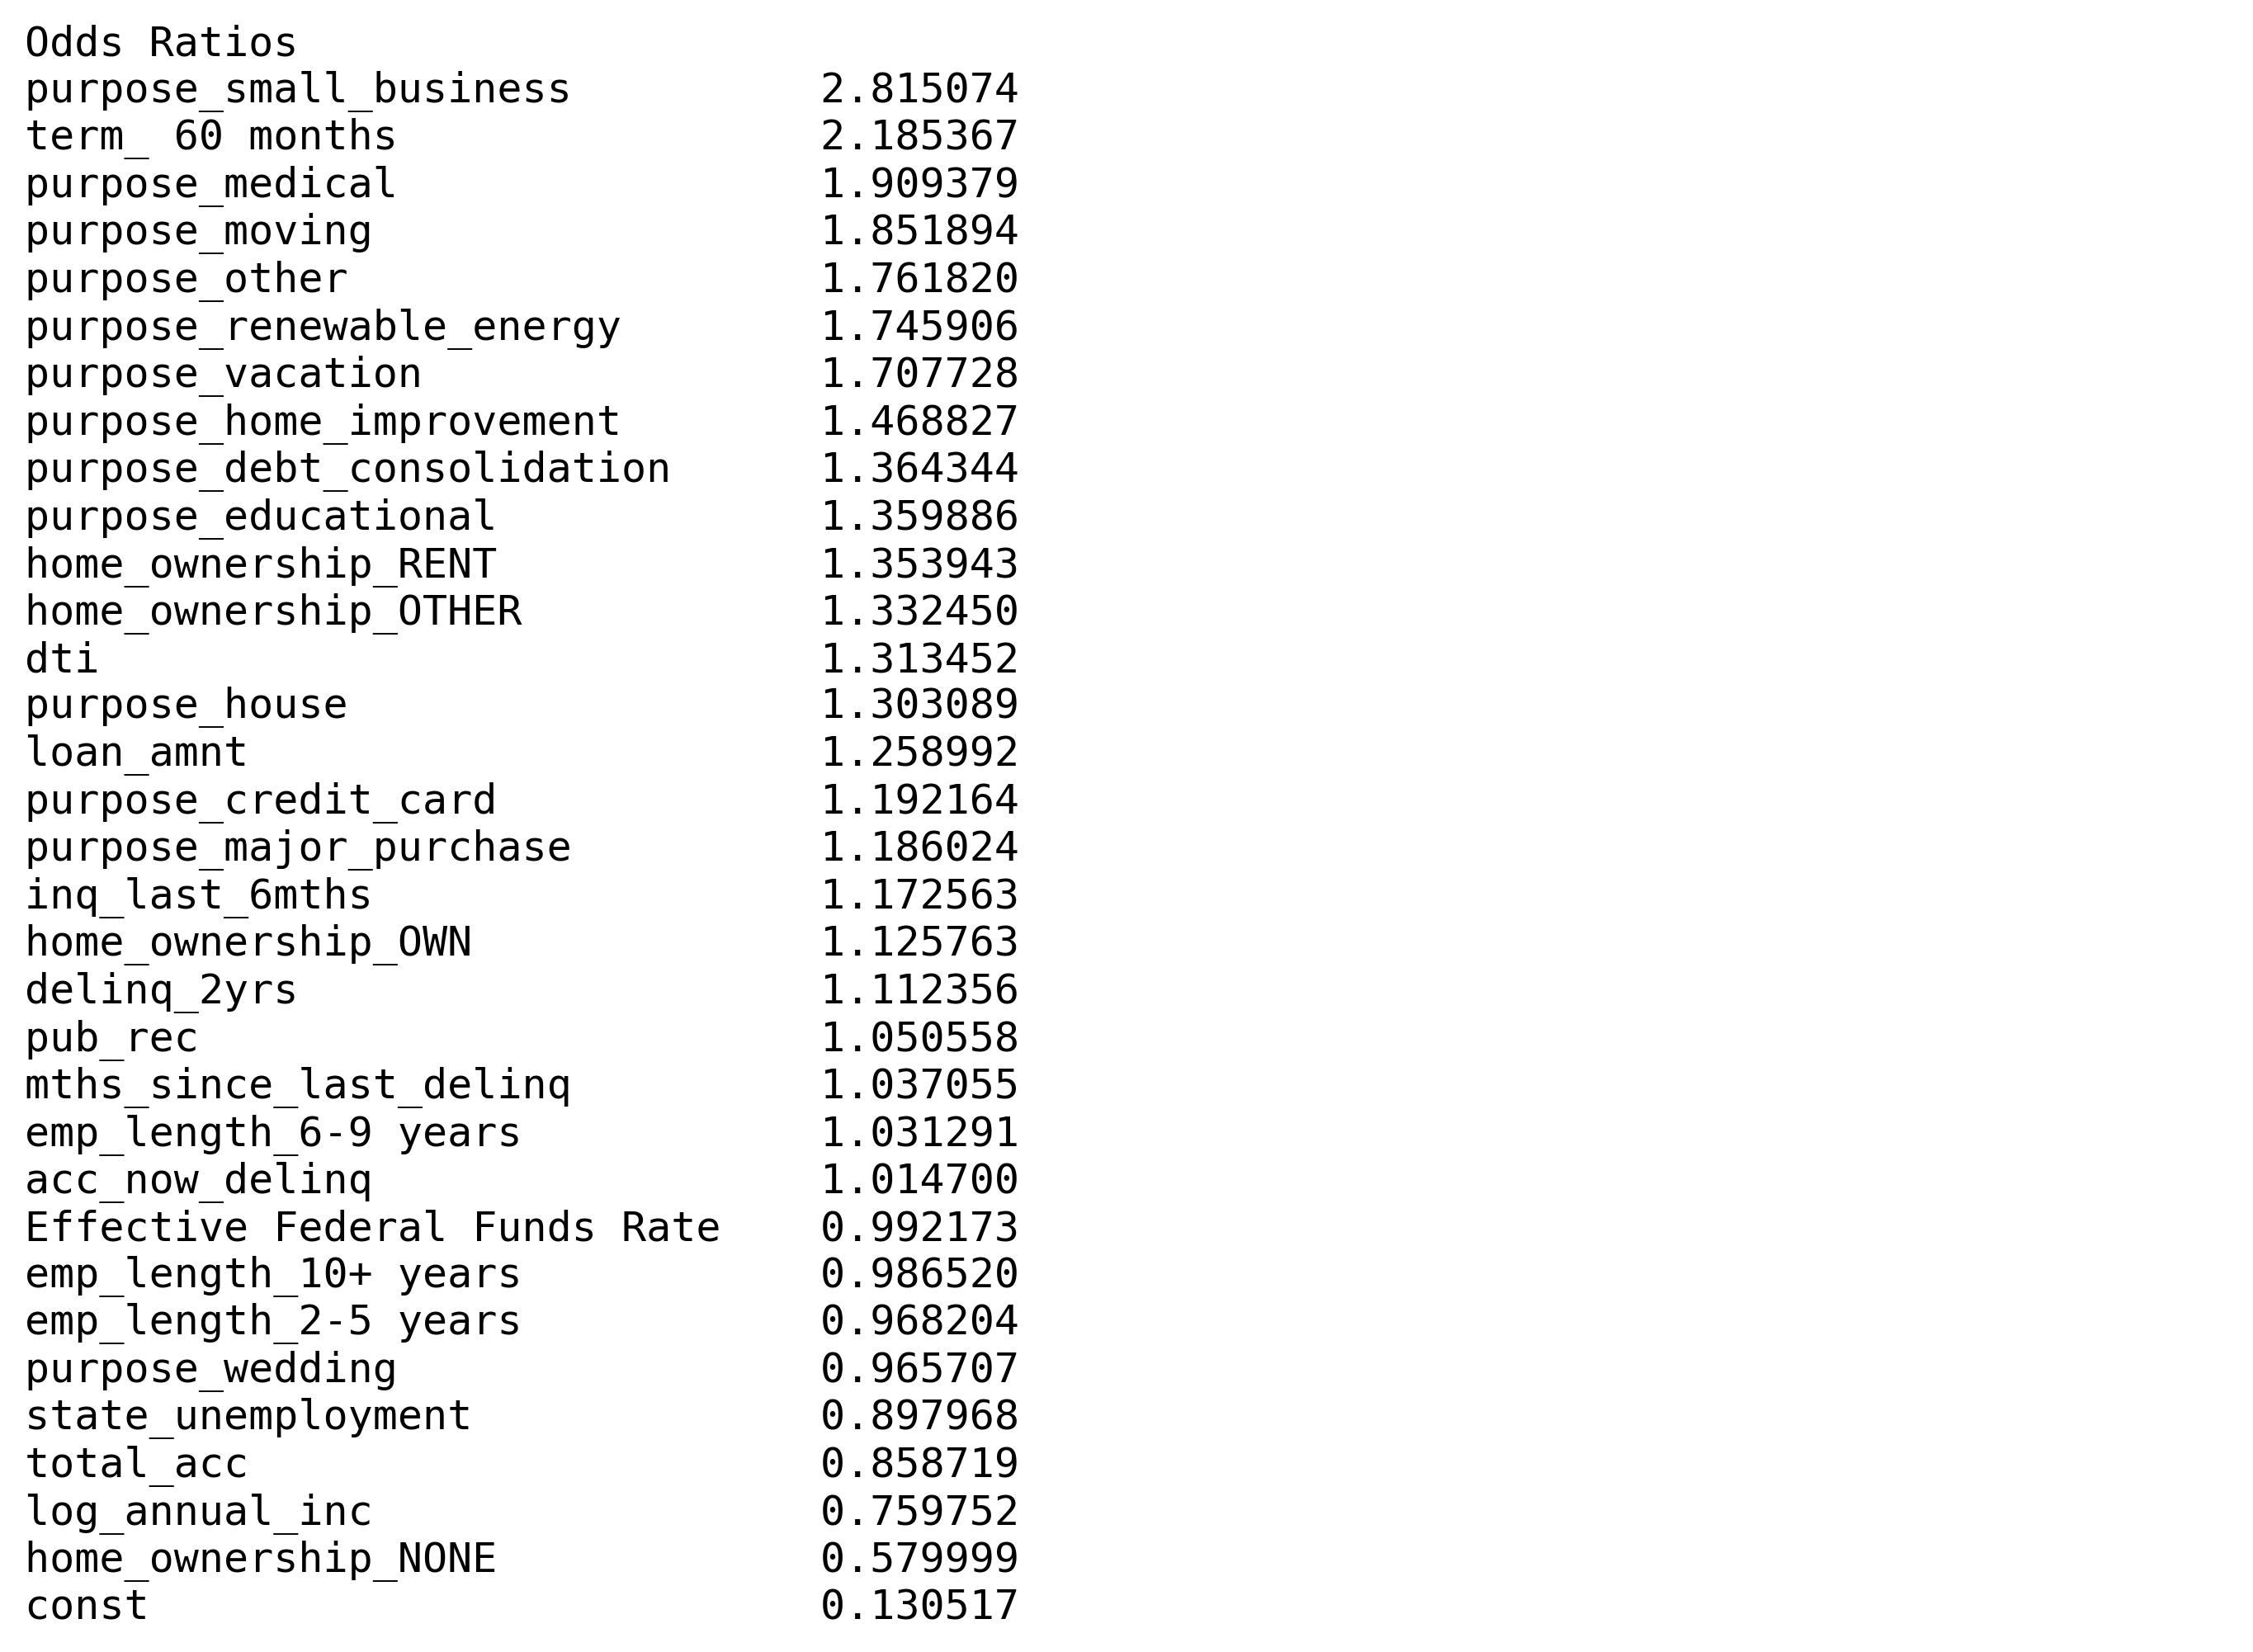 Odds Ratios
purpose_small_business 2.815074
term_ 60 months 2.185367
purpose_medical 1.909379
purpose_moving 1.851894
purpose_other 1.761820
purpose_renewable_energy 1.745906
purpose_vacation 1.707728
purpose_home_improvement 1.468827
purpose_debt_consolidation 1.364344
purpose_educational 1.359886
home_ownership_RENT 1.353943
home_ownership_OTHER 1.332450
dti 1.313452
purpose_house 1.303089
loan_amnt 1.258992
purpose_credit_card 1.192164
purpose_major_purchase 1.186024
inq_last_6mths 1.172563
home_ownership_OWN 1.125763
delinq_2yrs 1.112356
pub_rec 1.050558
mths_since_last_delinq 1.037055
emp_length_6-9 years 1.031291
acc_now_delinq 1.014700
Effective Federal Funds Rate 0.992173
emp_length_10+ years 0.986520
emp_length_2-5 years 0.968204
purpose_wedding 0.965707
state_unemployment 0.897968
total_acc 0.858719
log_annual_inc 0.759752
home_ownership_NONE 0.579999
const 0.130517